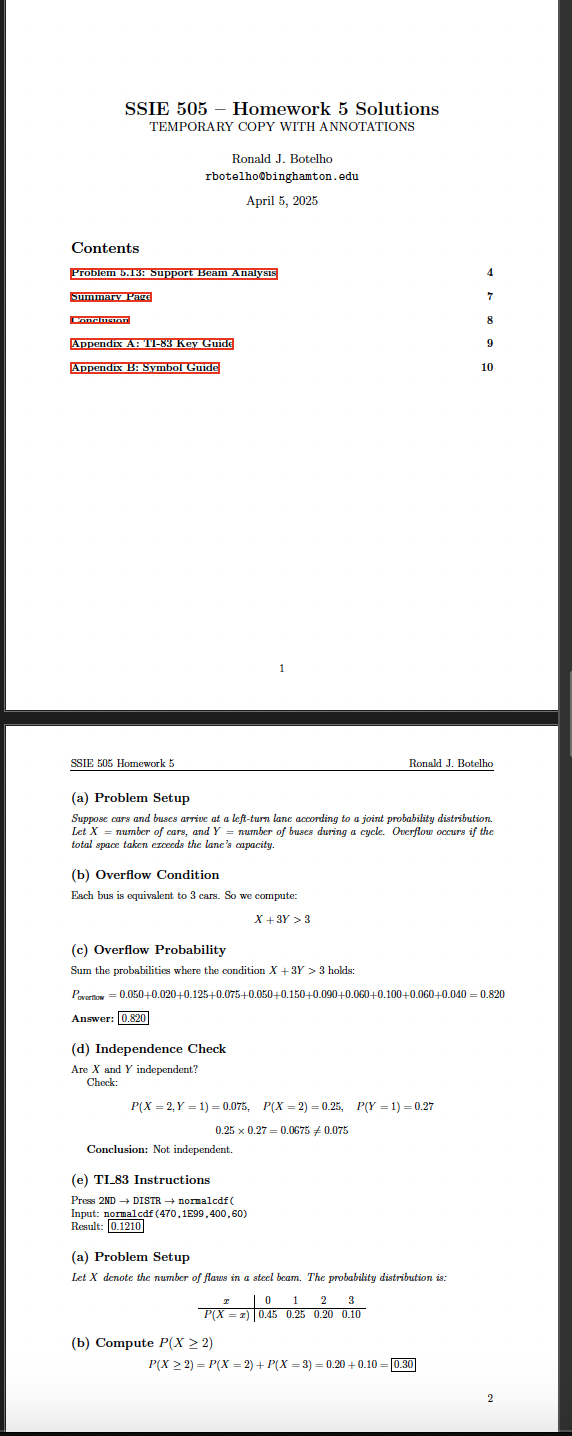 SSIE 505 – Homework 5 Solutions
TEMPORARY COPY WITH ANNOTATIONS
Ronald J. Botelho
rbotelho@binghamton.edu
April 5, 2025
Contents
Problem 5.13: Support Beam Analysis 4
Summary Page 7
Conclusion 8
Appendix A: TI-83 Key Guide 9
Appendix B: Symbol Guide 10
1
SSIE 505 Homework 5 Ronald J. Botelho
(a) Problem Setup
Suppose cars and buses arrive at a left-turn lane according to a joint probability distribution.
Let X = number of cars, and Y = number of buses during a cycle. Overflow occurs if the
total space taken exceeds the lane's capacity.
(b) Overflow Condition
Each bus is equivalent to 3 cars. So we compute:
X + 3Y > 3
(c) Overflow Probability
Sum the probabilities where the condition X + 3Y > 3 holds:
P_overflow = 0.050+0.020+0.125+0.075+0.050+0.150+0.090+0.060+0.100+0.060+0.040 = 0.820
Answer: 0.820
(d) Independence Check
Are X and Y independent?
Check:
P(X = 2, Y = 1) = 0.075, P(X = 2) = 0.25, P(Y = 1) = 0.27
0.25 × 0.27 = 0.0675 ≠ 0.075
Conclusion: Not independent.
(e) TI_83 Instructions
Press 2ND → DISTR → normalcdf(
Input: normalcdf(470,1E99,400,60)
Result: 0.1210
(a) Problem Setup
Let X denote the number of flaws in a steel beam. The probability distribution is:
x 0 1 2 3
P(X = x) 0.45 0.25 0.20 0.10
(b) Compute P(X ≥ 2)
P(X ≥ 2) = P(X = 2) + P(X = 3) = 0.20 + 0.10 = 0.30
2